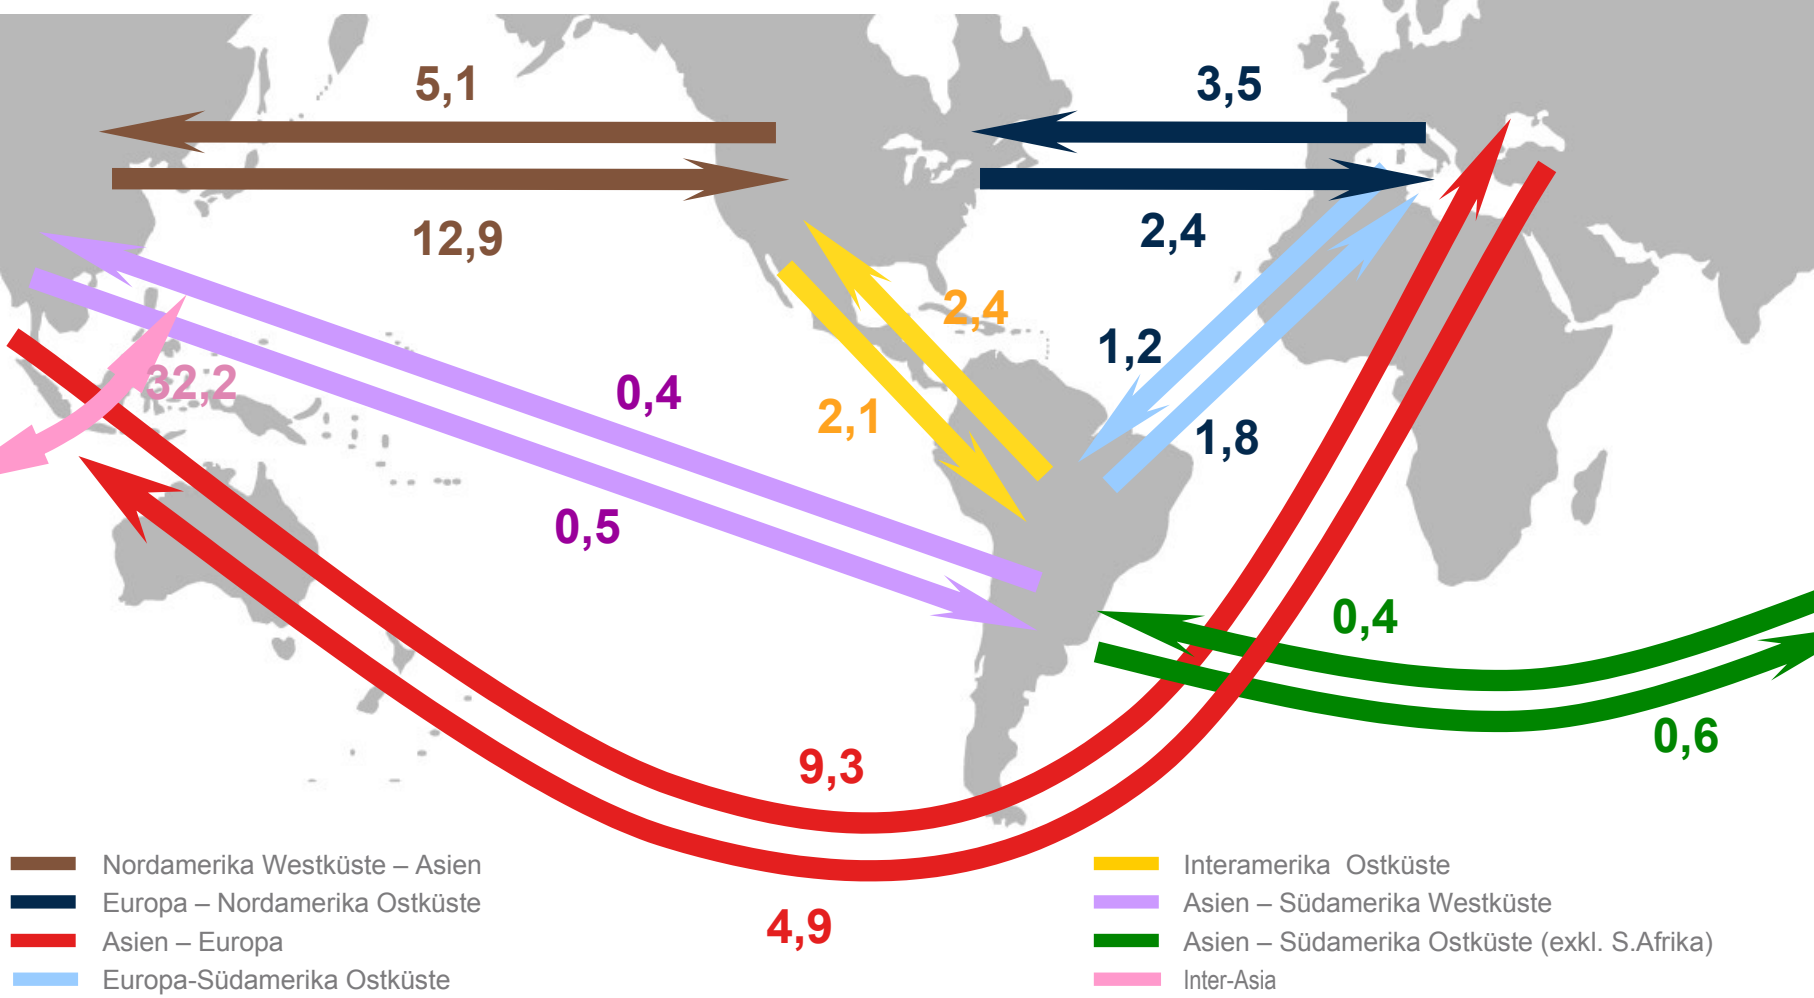 5,1
3,5
12,9
2,4
2,4
1,2
32,2
0,4
2,1
1,8
0,5
0,4
0,6
9,3
4,9
Nordamerika Westküste – Asien
Europa – Nordamerika Ostküste
Asien – Europa
Europa-Südamerika Ostküste
Interamerika Ostküste
Asien – Südamerika Westküste
Asien – Südamerika Ostküste (exkl. S.Afrika)
Inter-Asia